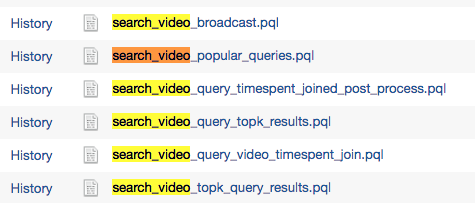 History search_video_broadcast.pql
History search_video_popular_queries.pql
History search_video_query_timespent_joined_post_process.pql
History search_video_query_topk_results.pql
History search_video_query_video_timespent_join.pql
History search_video_topk_query_results.pql